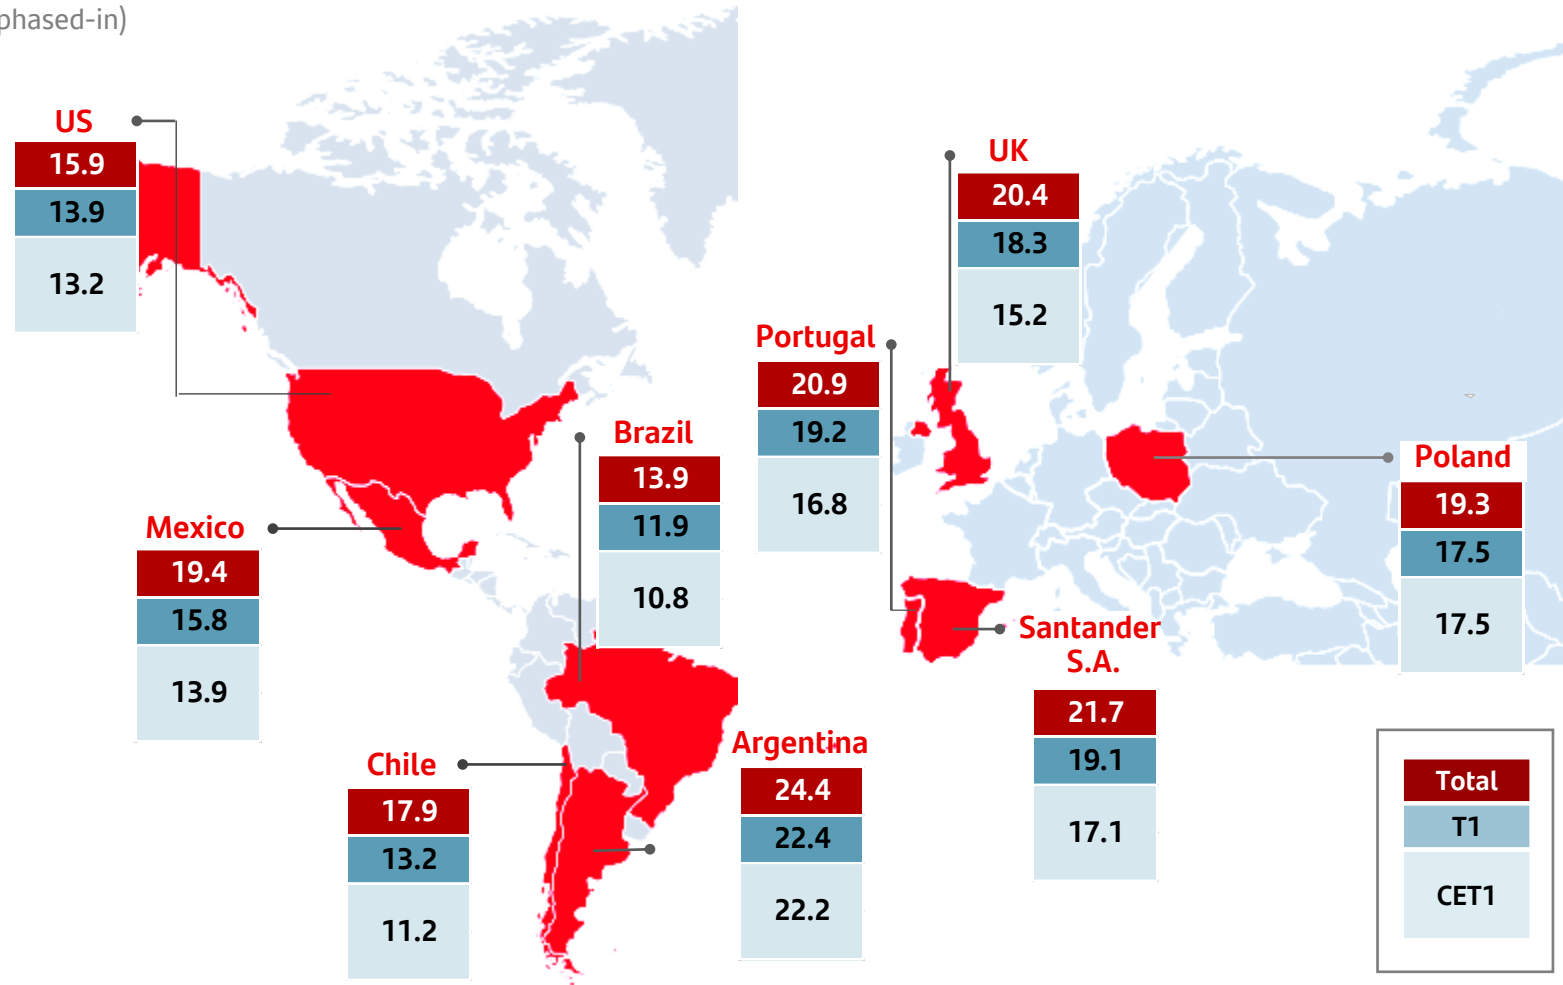 phased-in)
US
15.9
13.9
13.2
UK
20.4
18.3
15.2
Portugal
20.9
19.2
16.8
Brazil
13.9
11.9
10.8
Poland
19.3
17.5
17.5
Mexico
19.4
15.8
13.9
Santander
S.A.
21.7
19.1
17.1
Chile
17.9
13.2
11.2
Argentina
24.4
22.4
22.2
Total
T1
CET1